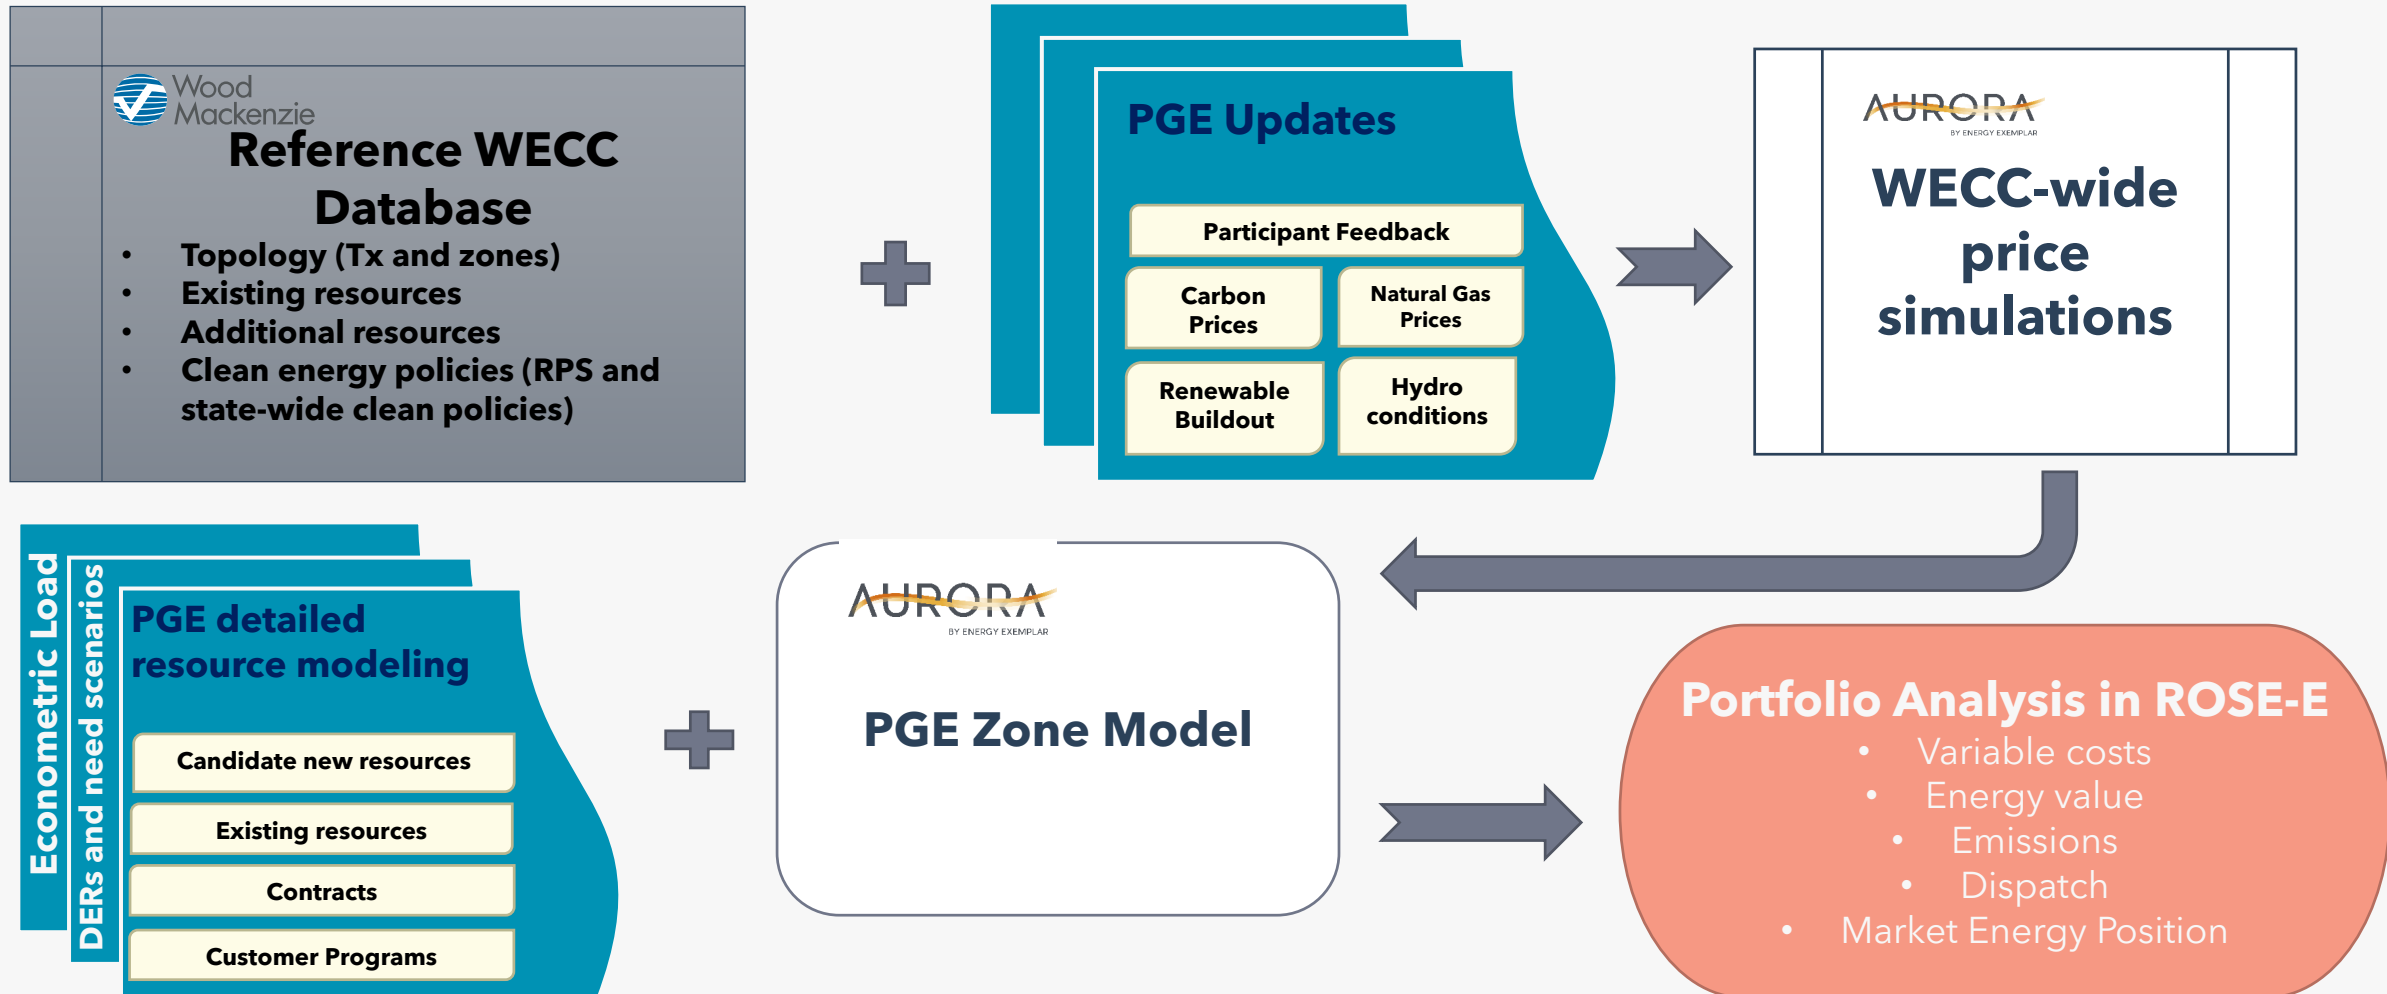 Wood
Mackenzie
Reference WECC
Database
• Topology (Tx and zones)
• Existing resources
• Additional resources
• Clean energy policies (RPS and
state-wide clean policies)
PGE Updates
Participant Feedback
Carbon
Prices
Natural Gas
Prices
Renewable
Buildout
Hydro
conditions
AURORA
BY ENERGY EXEMPLAR
WECC-wide
price
simulations
Econometric Load
DERs and need scenarios
PGE detailed
resource modeling
Candidate new resources
Existing resources
Contracts
Customer Programs
AURORA
BY ENERGY EXEMPLAR
PGE Zone Model
Portfolio Analysis in ROSE-E
• Variable costs
• Energy value
• Emissions
• Dispatch
• Market Energy Position